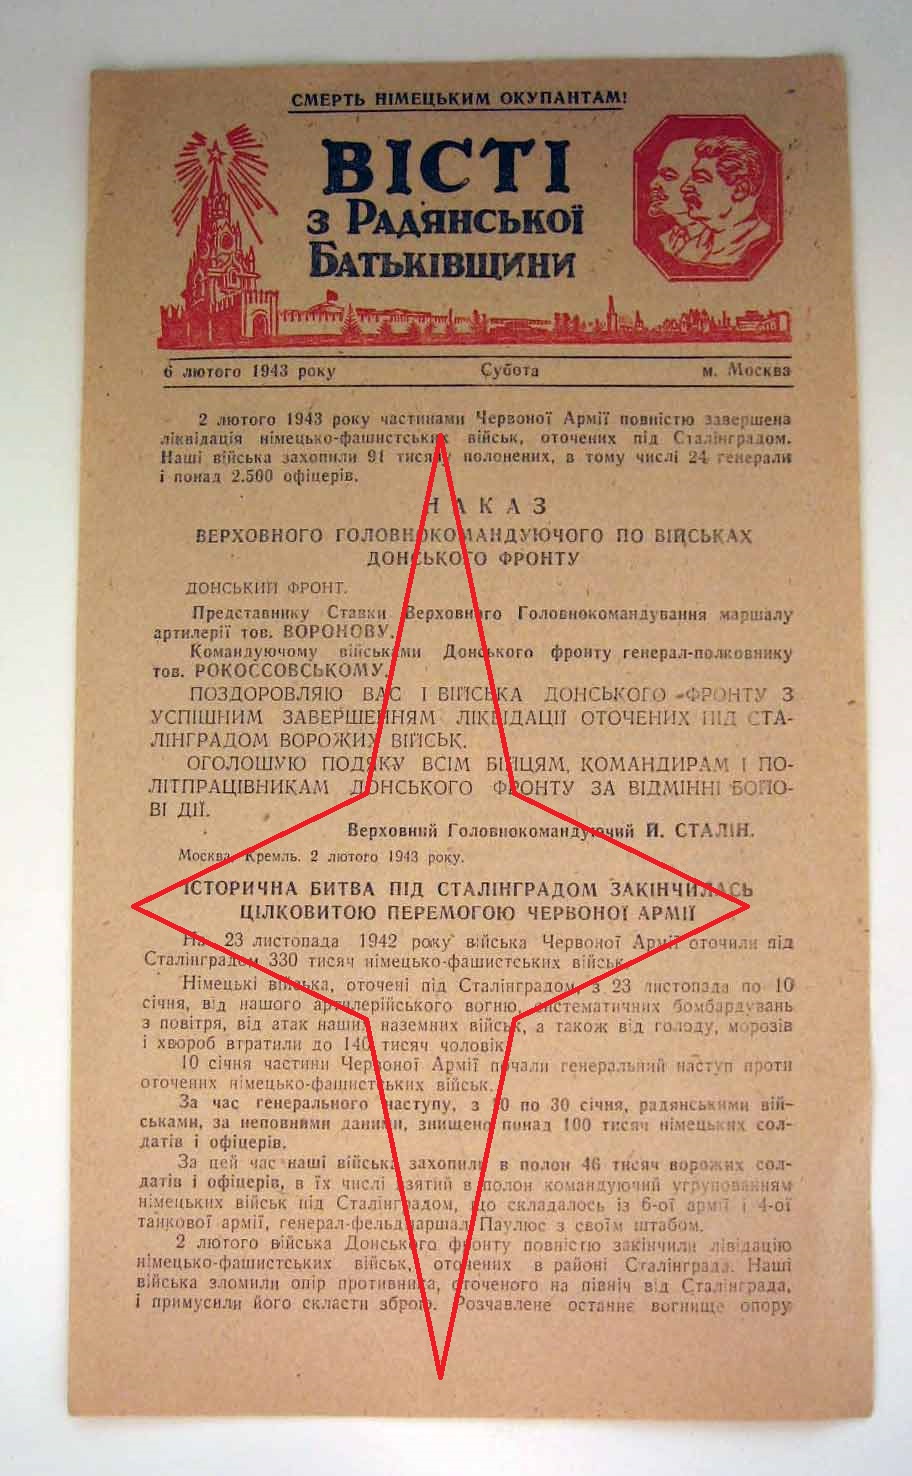 СМЕРТЬ НІМЕЦЬКИМ ОКУПАНТАМ!
ВІСТІ
з Радянської
Батьківщини
6 лютого 1943 року Субота м. Москва
2 лютого 1943 року частинами Червоної Армії повністю завершена
ліквідація німецько-фашистських військ, оточених під Сталінградом.
Наші війська захопили 91 тисячу полонених, в тому числі 24 генерали
і понад 2.500 офіцерів.
НАКАЗ
ВЕРХОВНОГО ГОЛОВНОКОМАНДУЮЧОГО ПО ВІЙСЬКАХ
ДОНСЬКОГО ФРОНТУ
ДОНСЬКИЙ ФРОНТ.
Представнику Ставки Верховного Головнокомандування маршалу
артилерії тов. ВОРОНОВУ.
Командуючому військами Донського фронту генерал-полковнику
тов. РОКОССОВСЬКОМУ.
ПОЗДОРОВЛЯЮ ВАС І ВІЙСЬКА ДОНСЬКОГО ФРОНТУ З
УСПІШНИМ ЗАВЕРШЕННЯМ ЛІКВІДАЦІЇ ОТОЧЕНИХ ПІД СТА-
ЛІНГРАДОМ ВОРОЖИХ ВІЙСЬК.
ОГОЛОШУЮ ПОДЯКУ ВСІМ БІЙЦЯМ, КОМАНДИРАМ І ПО-
ЛІТПРАЦІВНИКАМ ДОНСЬКОГО ФРОНТУ ЗА ВІДМІННІ БОЙО-
ВІ ДІЇ.
Верховний Головнокомандуючий Й. СТАЛІН.
Москва, Кремль. 2 лютого 1943 року.
ІСТОРИЧНА БИТВА ПІД СТАЛІНГРАДОМ ЗАКІНЧИЛАСЬ
ЦІЛКОВИТОЮ ПЕРЕМОГОЮ ЧЕРВОНОЇ АРМІЇ
На 23 листопада 1942 року війська Червоної Армії оточили під
Сталінградом 330 тисяч німецько-фашистських військ.
Німецькі війська, оточені під Сталінградом, з 23 листопада по 10
січня, від нашого артилерійського вогню, систематичних бомбардувань
з повітря, від атак наших наземних військ, а також від голоду, морозів
і хвороб втратили до 140 тисяч чоловік.
10 січня частини Червоної Армії почали генеральний наступ проти
оточених німецько-фашистських військ.
За час генерального наступу, з 10 по 30 січня, радянськими вій-
ськами, за неповними даними, знищено понад 100 тисяч німецьких сол-
датів і офіцерів.
За цей час наші війська захопили в полон 46 тисяч ворожих сол-
датів і офіцерів, в їх числі взятий в полон командуючий угрупованням
німецьких військ під Сталінградом, що складалось із 6-ої армії і 4-ої
танкової армії, генерал-фельдмаршал Паулюс з своїм штабом.
2 лютого війська Донського фронту повністю закінчили лівідацію
німецько-фашистських військ, оточених в районі Сталінграда. Наші
війська зломили опір противника, оточеного на північ від Сталінграда,
і примусили його скласти зброю. Розчавлене останнє вогнище опору